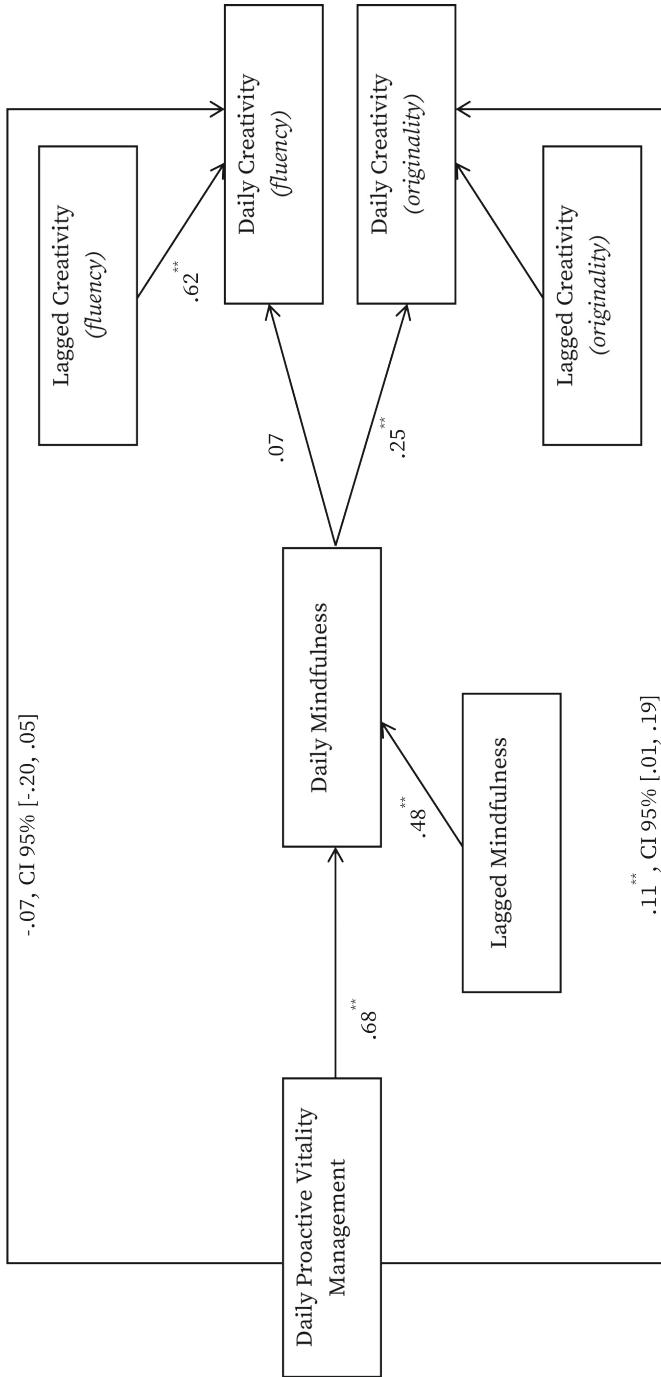 -.07, CI 95% [-.20, .05]
Lagged Creativity
(fluency)
.62**
Daily Creativity
(fluency)
.07
Daily Proactive Vitality
Management
.68**
Daily Mindfulness
.25**
Daily Creativity
(originality)
.48**
Lagged Mindfulness
Lagged Creativity
(originality)
.11**, CI 95% [.01, .19]